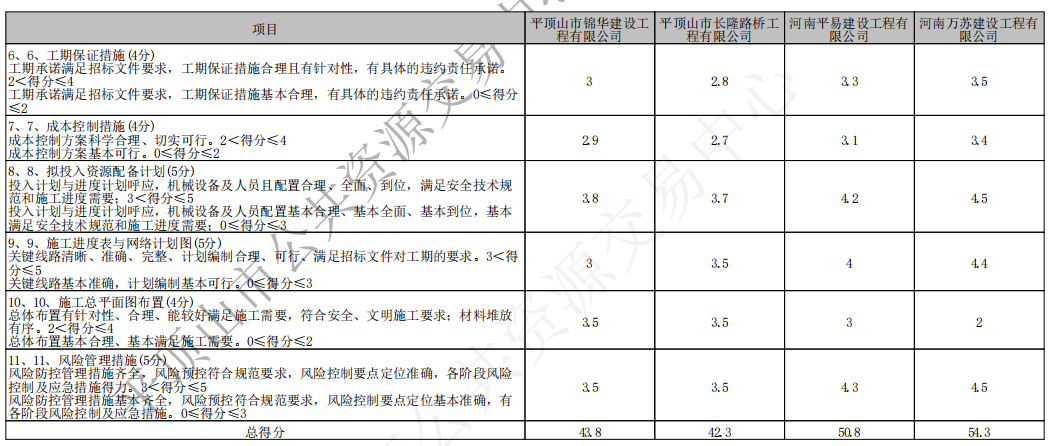 项目 平顶山市锦华建设工 平顶山市长隆路桥工 河南平易建设工程有 河南万苏建设工程有
程有限公司 程有限公司 限公司 限公司
6、6、工期保证措施(4分)
工期承诺满足招标文件要求，工期保证措施合理且有针对性，有具体的违约责任承诺。
2＜得分≤4
工期承诺满足招标文件要求，工期保证措施基本合理，有具体的违约责任承诺。0≤得分
≤2
3 2.8 3.3 3.5
7、7、成本控制措施(4分)
成本控制方案科学合理、切实可行。2＜得分≤4
成本控制方案基本可行。0≤得分≤2
2.9 2.7 3.1 3.4
8、8、拟投入资源配备计划(5分)
投入计划与进度计划呼应，机械设备及人员且配置合理、全面、到位，满足安全技术规
范和施工进度需要；3＜得分≤5
投入计划与进度计划呼应，机械设备及人员配置基本合理、基本全面、基本到位，基本
满足安全技术规范和施工进度需要；0≤得分≤3
3.8 3.7 4.2 4.5
9、9、施工进度表与网络计划图(5分)
关键线路清晰、准确、完整、计划编制合理、可行、满足招标文件对工期的要求。3＜得
分≤5
关键线路基本准确，计划编制基本可行。0≤得分≤3
3 3.5 4 4.4
10、10、施工总平面图布置(4分)
总体布置有针对性、合理、能较好满足施工需要，符合安全、文明施工要求；材料堆放
有序。2＜得分≤4
总体布置基本合理、基本满足施工需要。0≤得分≤2
3.5 3.5 3 2
11、11、风险管理措施(5分)
风险防控管理措施齐全，风险预控符合规范要求，风险控制要点定位准确，各阶段风险
控制及应急措施得力。3＜得分≤5
风险防控管理措施基本齐全，风险预控符合规范要求，风险控制要点定位基本准确，有
各阶段风险控制及应急措施。0≤得分≤3
3.5 3.5 4.3 4.5
总得分 43.8 42.3 50.8 54.3
平顶山市公共资源交易中心
公共资源交易中心